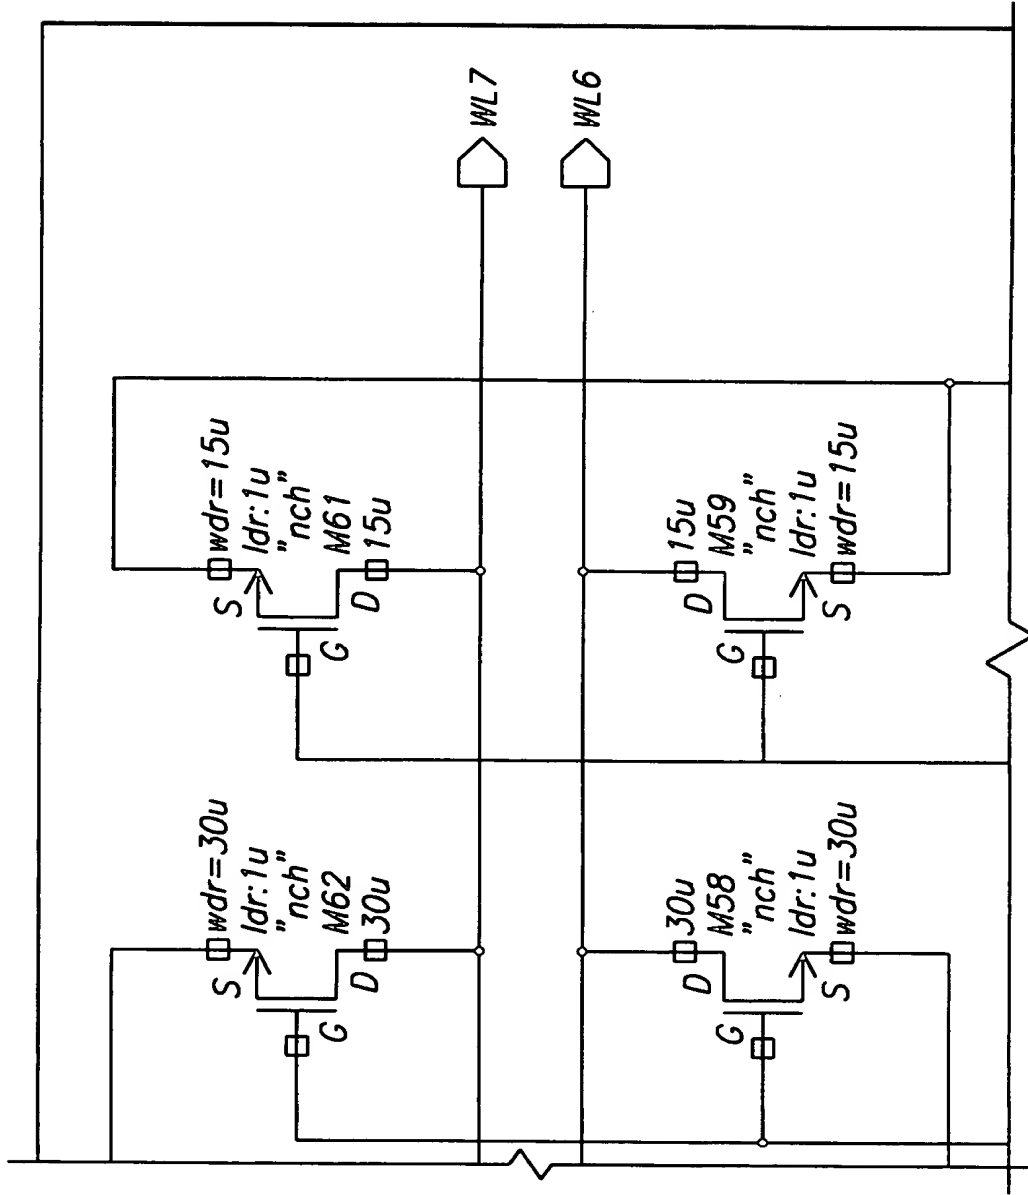 WL7
WL6
wdr=15u
ldr:1u
"nch"
M61
15u
S
G
D
15u
M59
"nch"
ldr:1u
wdr=15u
D
G
S
wdr=30u
ldr:1u
"nch"
M62
30u
S
G
D
30u
M58
"nch"
ldr:1u
wdr=30u
D
G
S